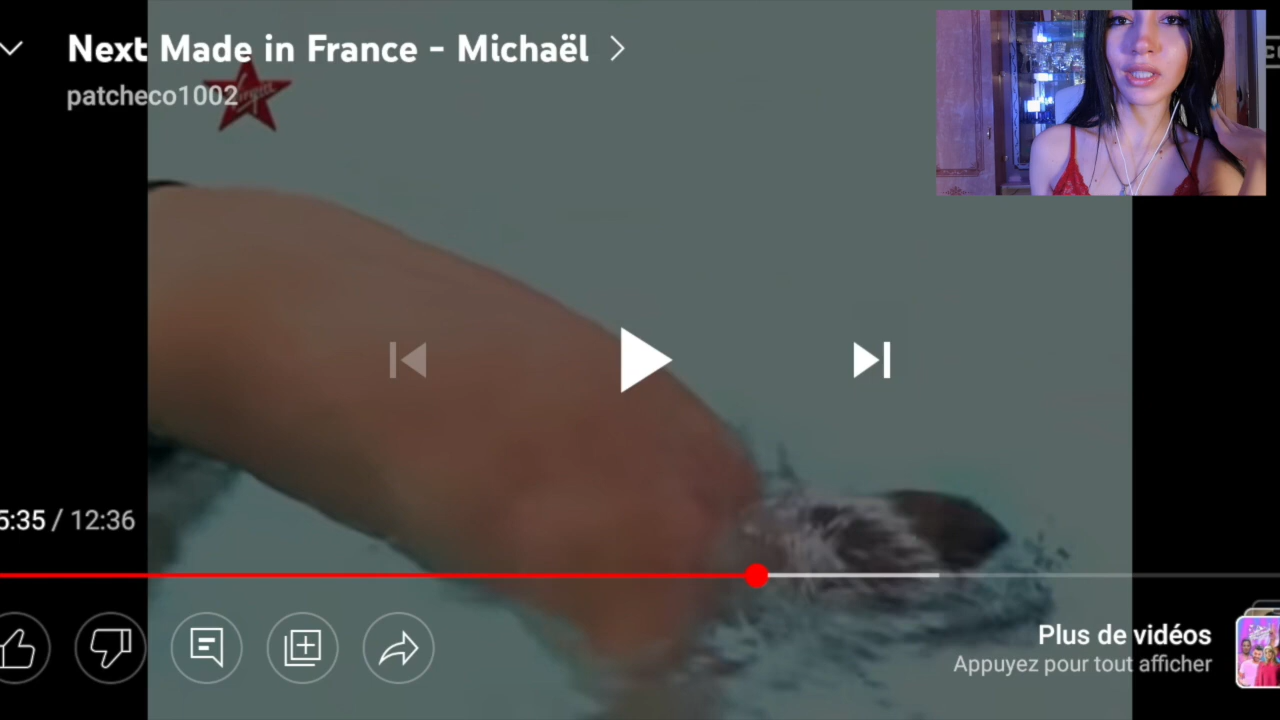 Next Made in France - Michaël
patcheco1002
5:35 / 12:36
Plus de vidéos
Appuyez pour tout afficher